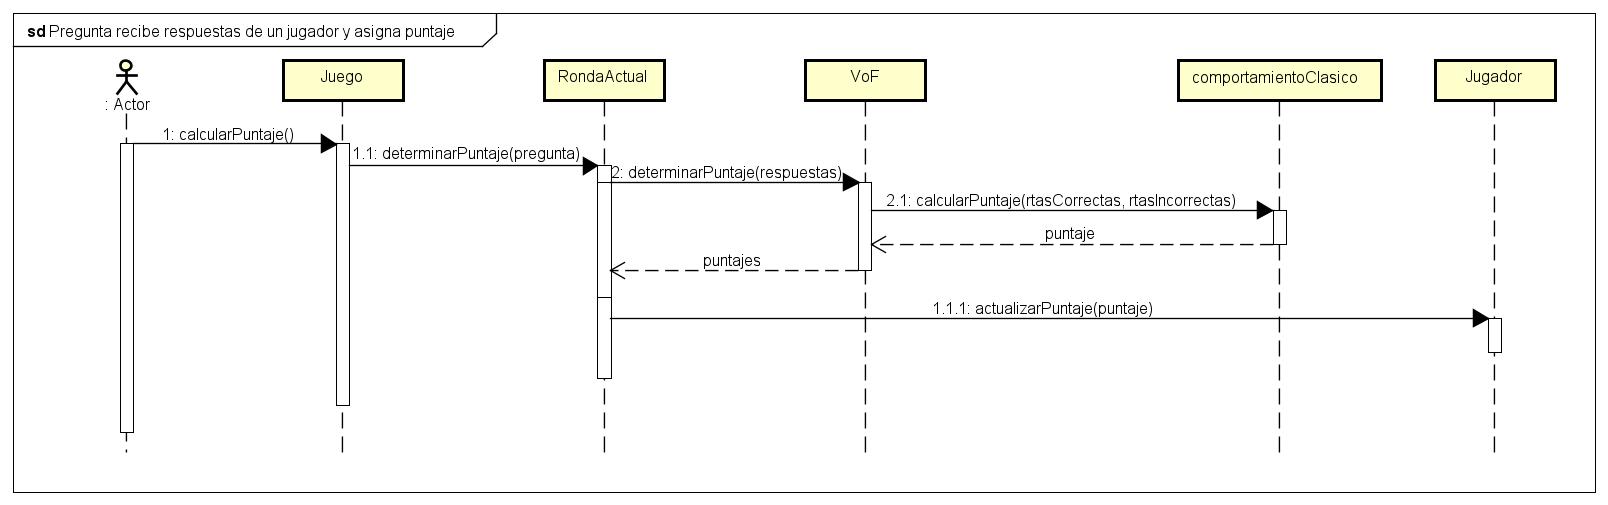 sd Pregunta recibe respuestas de un jugador y asigna puntaje
: Actor
Juego
RondaActual
VoF
comportamientoClasico
Jugador
1: calcularPuntaje()
1.1: determinarPuntaje(pregunta)
2: determinarPuntaje(respuestas)
2.1: calcularPuntaje(rtasCorrectas, rtasIncorrectas)
puntaje
puntajes
1.1.1: actualizarPuntaje(puntaje)